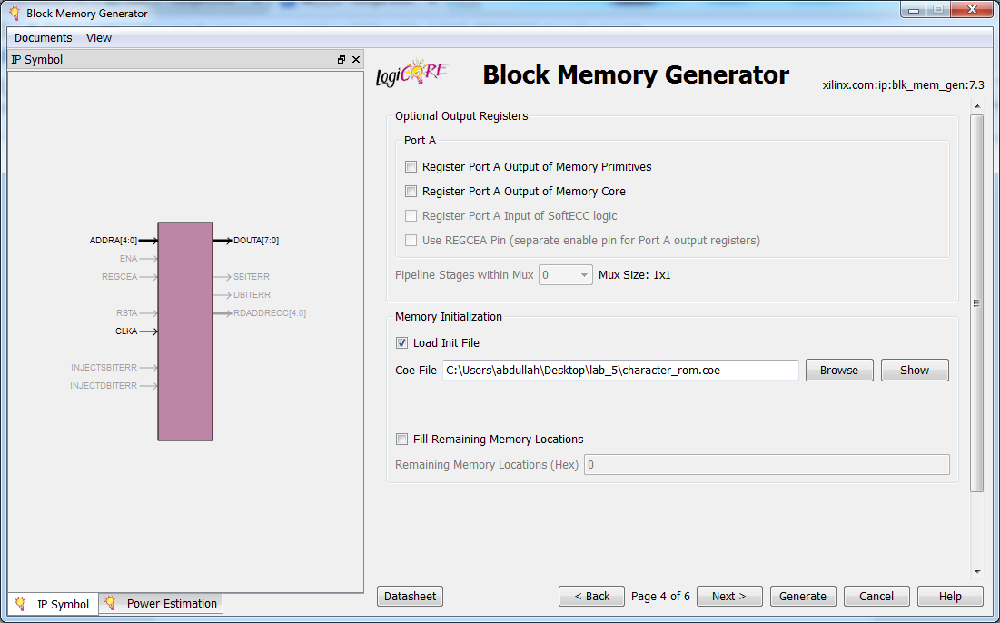 Block Memory Generator
Documents View
IP Symbol
ADDRA[4:0]
ENA
REGCEA
RSTA
CLKA
INJECTSBITERR
INJECTDBITERR
DOUTA[7:0]
SBITERR
DBITERR
RDADDRECC[4:0]
IP Symbol
Power Estimation
LogiCORE
Block Memory Generator
xilinx.com:ip:blk_mem_gen:7.3
Optional Output Registers
Port A
Register Port A Output of Memory Primitives
Register Port A Output of Memory Core
Register Port A Input of SoftECC logic
Use REGCEA Pin (separate enable pin for Port A output registers)
Pipeline Stages within Mux 0 Mux Size: 1x1
Memory Initialization
Load Init File
Coe File C:\Users\abdullah\Desktop\lab_5\character_rom.coe Browse Show
Fill Remaining Memory Locations
Remaining Memory Locations (Hex) 0
Datasheet < Back Page 4 of 6 Next > Generate Cancel Help